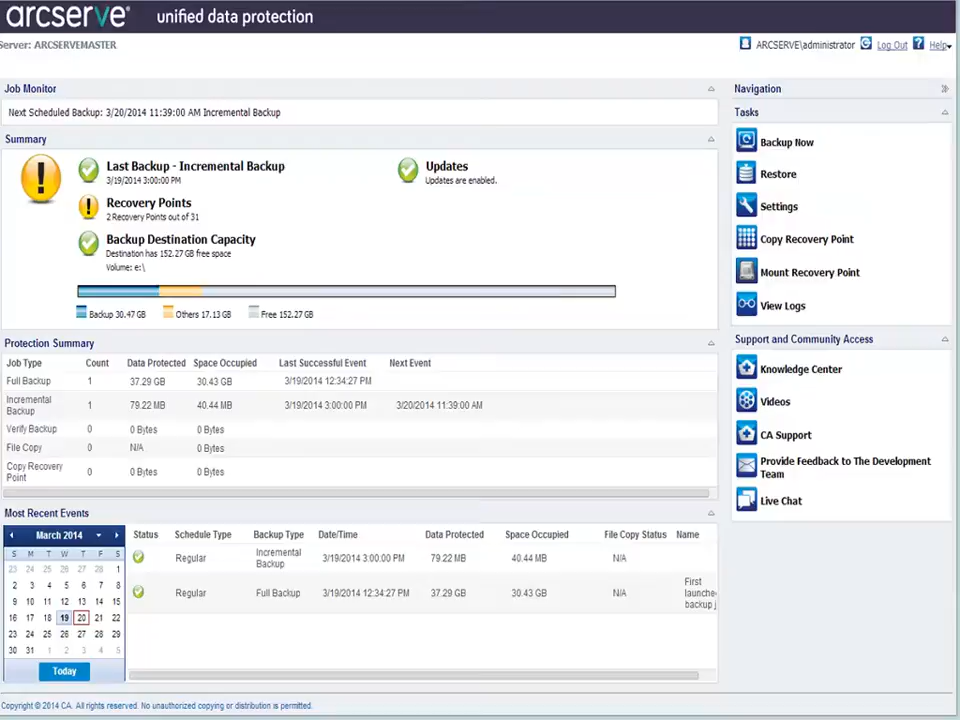 arcserve® unified data protection
Server: ARCSERVEMASTER
ARCSERVE\administrator Log Out Help
Job Monitor
Next Scheduled Backup: 3/20/2014 11:39:00 AM Incremental Backup
Summary
Last Backup - Incremental Backup
3/19/2014 3:00:00 PM
Updates
Updates are enabled.
Recovery Points
2 Recovery Points out of 31
Backup Destination Capacity
Destination has 152.27 GB free space
Volume: e:\
Backup 30.47 GB Others 17.13 GB Free 152.27 GB
Protection Summary
Job Type Count Data Protected Space Occupied Last Successful Event Next Event
Full Backup 1 37.29 GB 30.43 GB 3/19/2014 12:34:27 PM
Incremental
Backup 1 79.22 MB 40.44 MB 3/19/2014 3:00:00 PM 3/20/2014 11:39:00 AM
Verify Backup 0 0 Bytes 0 Bytes
File Copy 0 N/A 0 Bytes
Copy Recovery
Point 0 0 Bytes 0 Bytes
Most Recent Events
March 2014
S M T W T F S
23 24 25 26 27 28 1
2 3 4 5 6 7 8
9 10 11 12 13 14 15
16 17 18 19 20 21 22
23 24 25 26 27 28 29
30 31 1 2 3 4 5
Today
Status Schedule Type Backup Type Date/Time Data Protected Space Occupied File Copy Status Name
Regular Incremental
Backup 3/19/2014 3:00:00 PM 79.22 MB 40.44 MB N/A
Regular Full Backup 3/19/2014 12:34:27 PM 37.29 GB 30.43 GB N/A First
launche
backup j
Navigation
Tasks
Backup Now
Restore
Settings
Copy Recovery Point
Mount Recovery Point
View Logs
Support and Community Access
Knowledge Center
Videos
CA Support
Provide Feedback to The Development
Team
Live Chat
Copyright © 2014 CA. All rights reserved. No unauthorized copying or distribution is permitted.